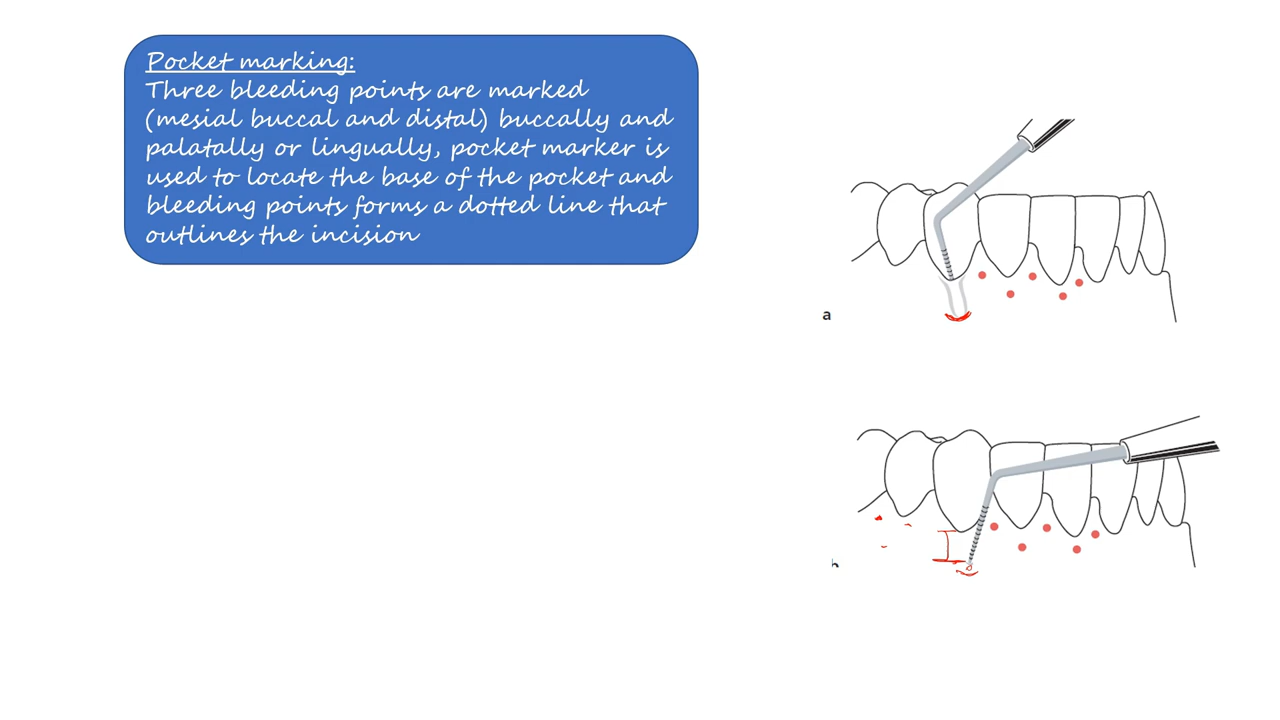 Pocket marking:
Three bleeding points are marked
(mesial buccal and distal) buccally and
palatally or lingually, pocket marker is
used to locate the base of the pocket and
bleeding points forms a dotted line that
outlines the incision
a